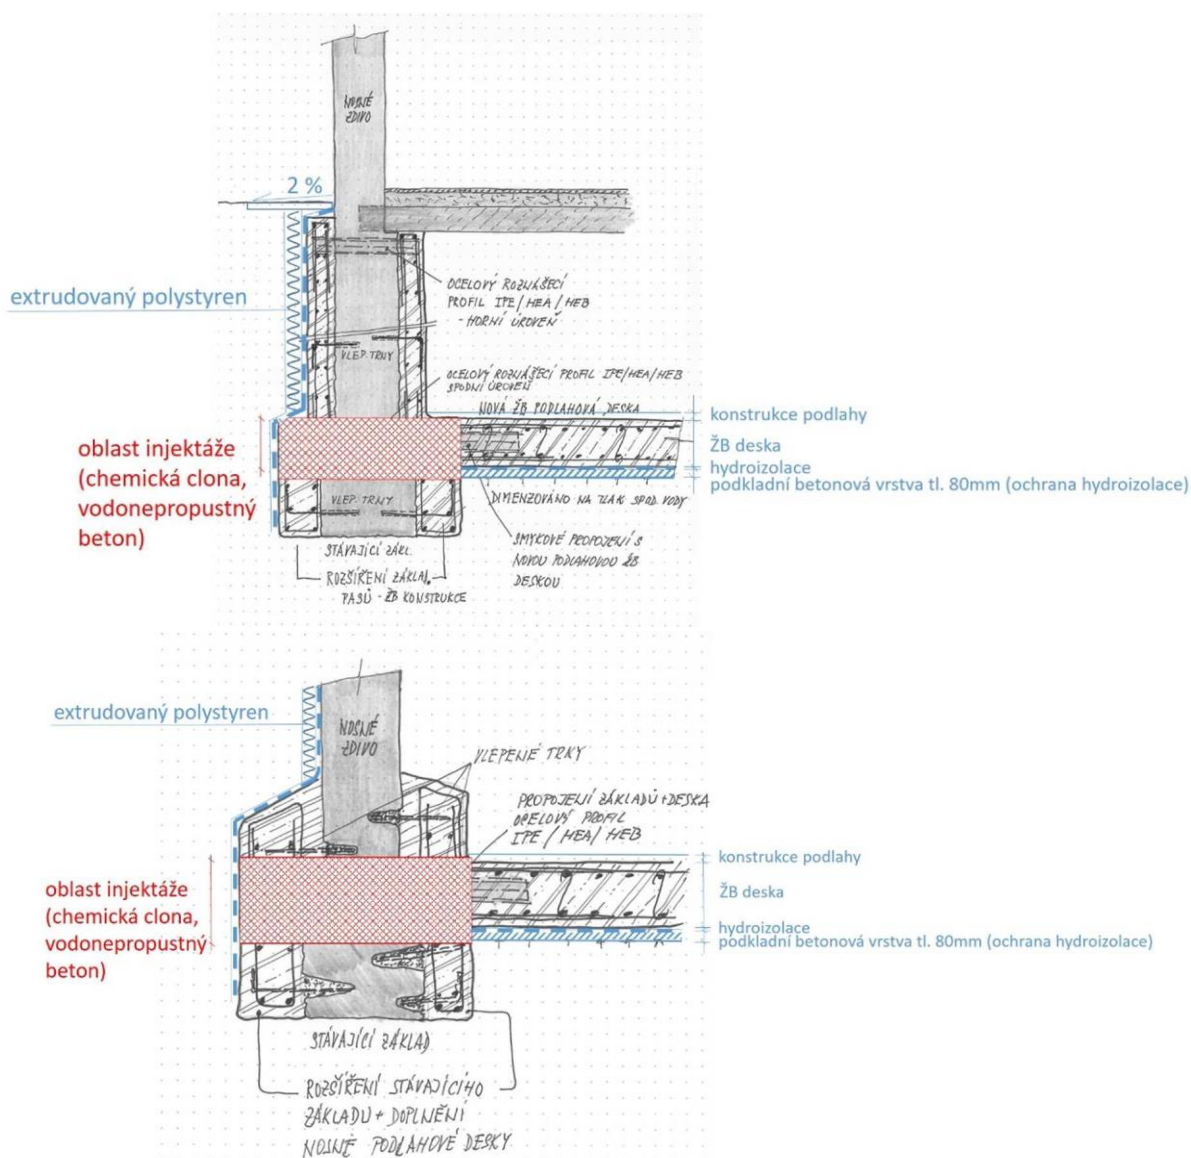 NOSNÉ
ZDIVO
2 %
extrudovaný polystyren
OCELOVÝ ROZNÁŠECÍ
PROFIL IPE/HEA/HEB
- HORNÍ ÚROVEŇ
VLEP. TRNY
OCELOVÝ ROZNÁŠECÍ PROFIL IPE/HEA/HEB
SPODNÍ ÚROVEŇ
NOVÁ ŽB PODLAHOVÁ DESKA
konstrukce podlahy
ŽB deska
hydroizolace
podkladní betonová vrstva tl. 80mm (ochrana hydroizolace)
oblast injektáže
(chemická clona,
vodonepropustný
beton)
VLEP. TRNY
DIMENZOVÁNO NA TLAK SPOD. VODY
STÁVAJÍCÍ ZÁKL.
SMYKOVÉ PROPOJENÍ S
NOVOU PODLAHOVOU ŽB
DESKOU
ROZŠÍŘENÍ ZÁKLAD.
PASŮ - ŽB KONSTRUKCE
extrudovaný polystyren
NOSNÉ
ZDIVO
VLEPENÉ TRNY
PROPOJENÍ ZÁKLADŮ + DESKA
OCELOVÝ PROFIL
IPE / HEA / HEB
konstrukce podlahy
ŽB deska
hydroizolace
podkladní betonová vrstva tl. 80mm (ochrana hydroizolace)
oblast injektáže
(chemická clona,
vodonepropustný
beton)
STÁVAJÍCÍ ZÁKLAD
ROZŠÍŘENÍ STÁVAJÍCÍHO
ZÁKLADU + DOPLNĚNÍ
NOSNÉ PODLAHOVÉ DESKY